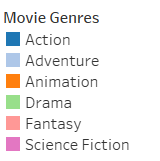 Movie Genres
Action
Adventure
Animation
Drama
Fantasy
Science Fiction